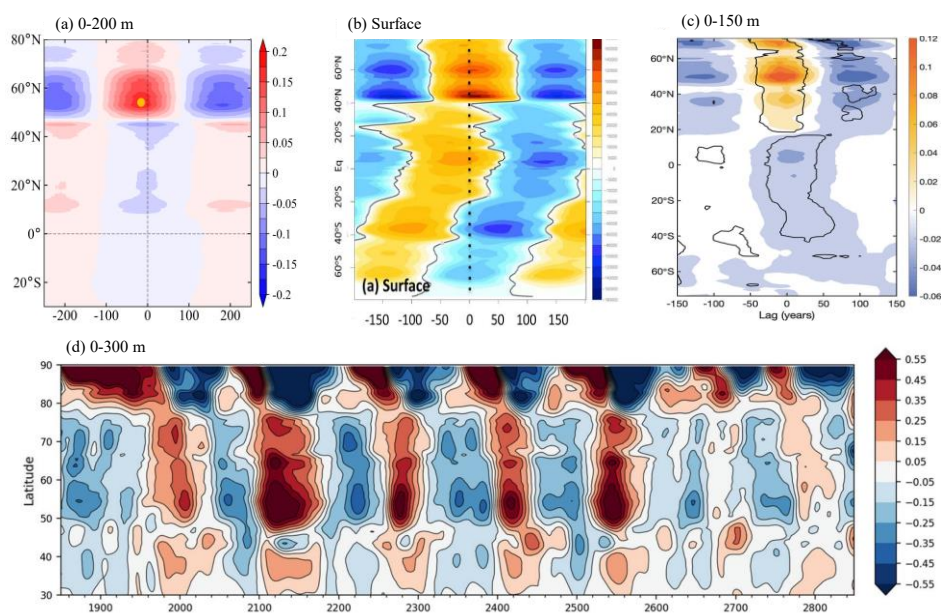 (a) 0-200 m
80°N
60°N
40°N
20°N
0°
20°S
-200
-100
0
100
200
0.2
0.15
0.1
0.05
0
-0.05
-0.1
-0.15
-0.2
(b) Surface
60°N
40°N
20°S
Eq
20°S
40°S
60°S
(a) Surface
-150
-100
-50
0
50
100
150
(c) 0-150 m
60°N
40°N
20°N
0
20°S
40°S
60°S
-150
-100
-50
0
50
100
150
Lag (years)
0.12
0.1
0.08
0.06
0.04
0.02
0
-0.02
-0.04
-0.06
(d) 0-300 m
Latitude
90
80
70
60
50
40
30
1900
2000
2100
2200
2300
2400
2500
2600
2700
2800
0.55
0.45
0.35
0.25
0.15
0.05
−0.05
−0.15
−0.25
−0.35
−0.45
−0.55